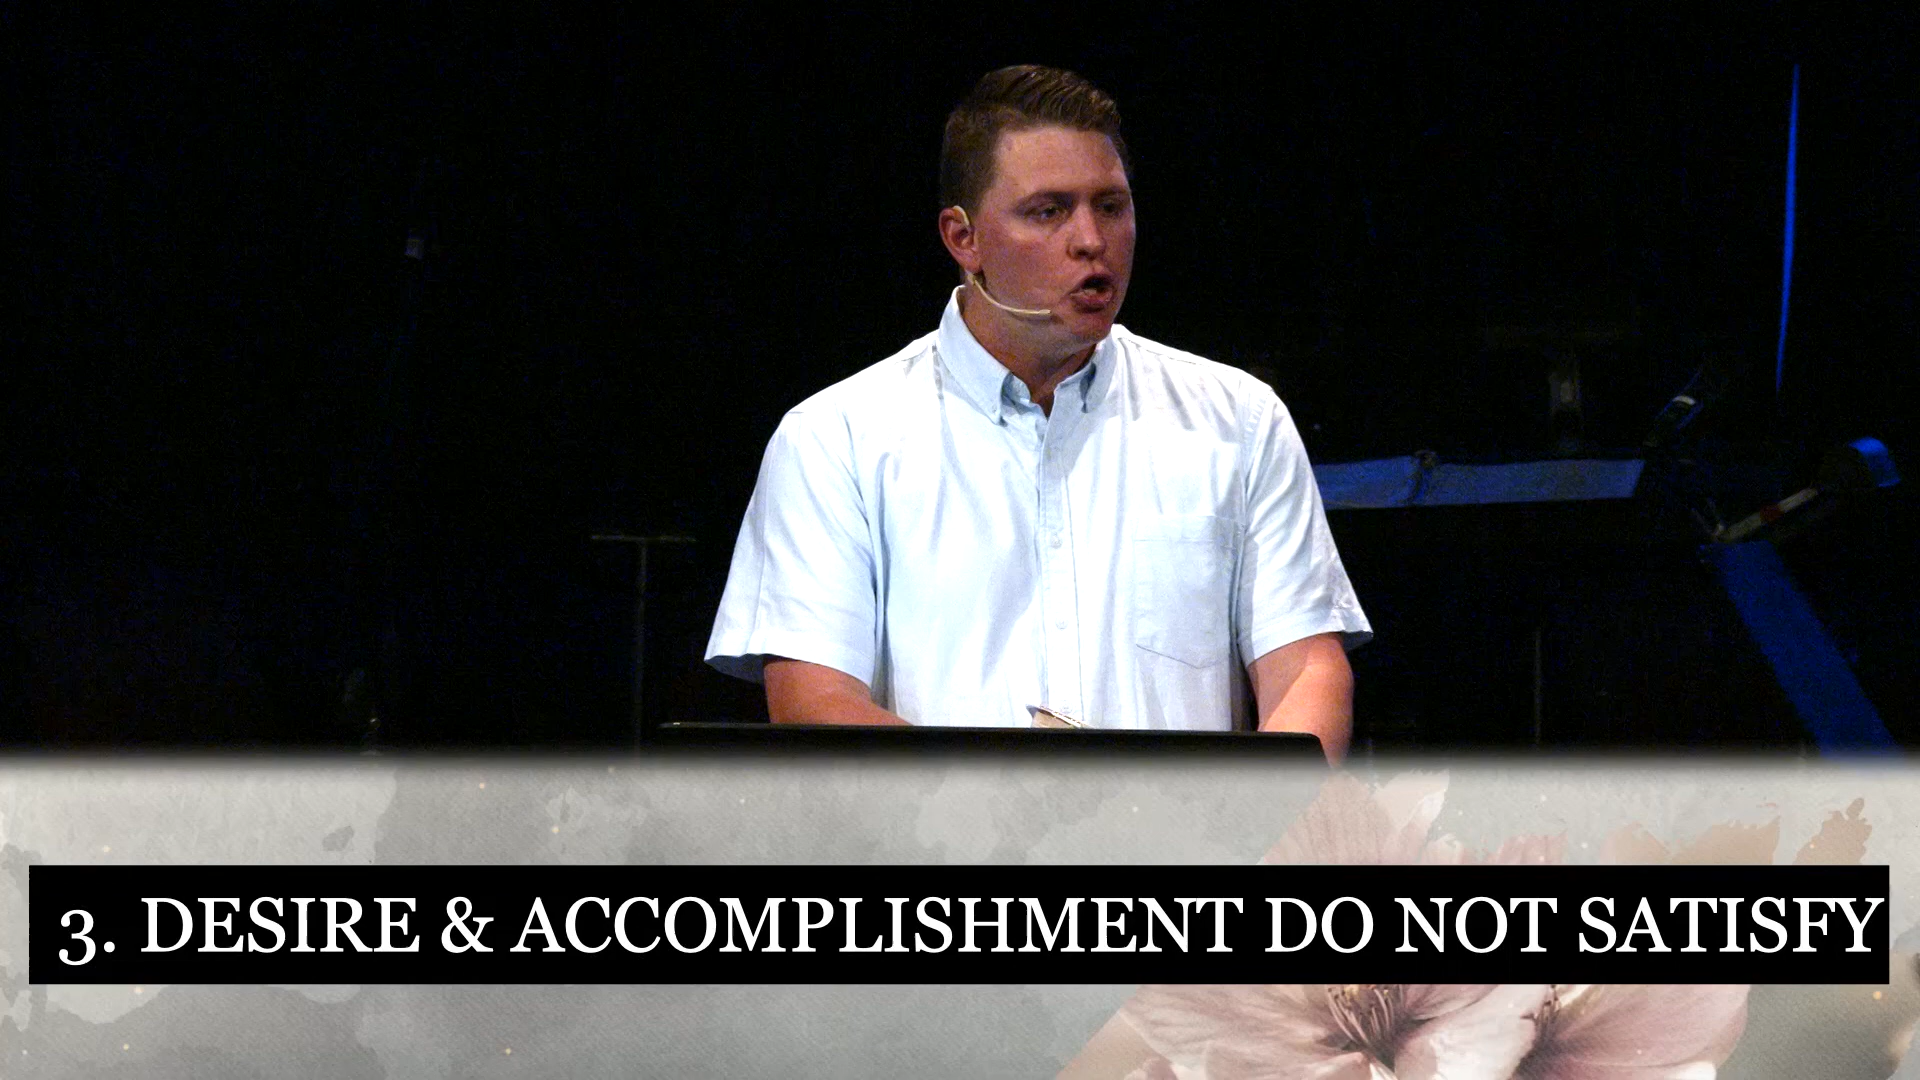 3. DESIRE & ACCOMPLISHMENT DO NOT SATISFY